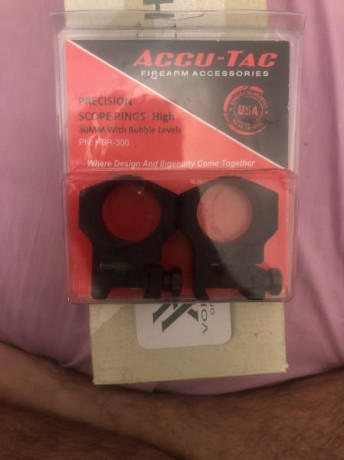 ACCU-TAC
FIREARM ACCESSORIES
PRECISION
SCOPE RINGS- High
30MM With Bubble Levels
USA
Where Design And Ingenuity Come Together